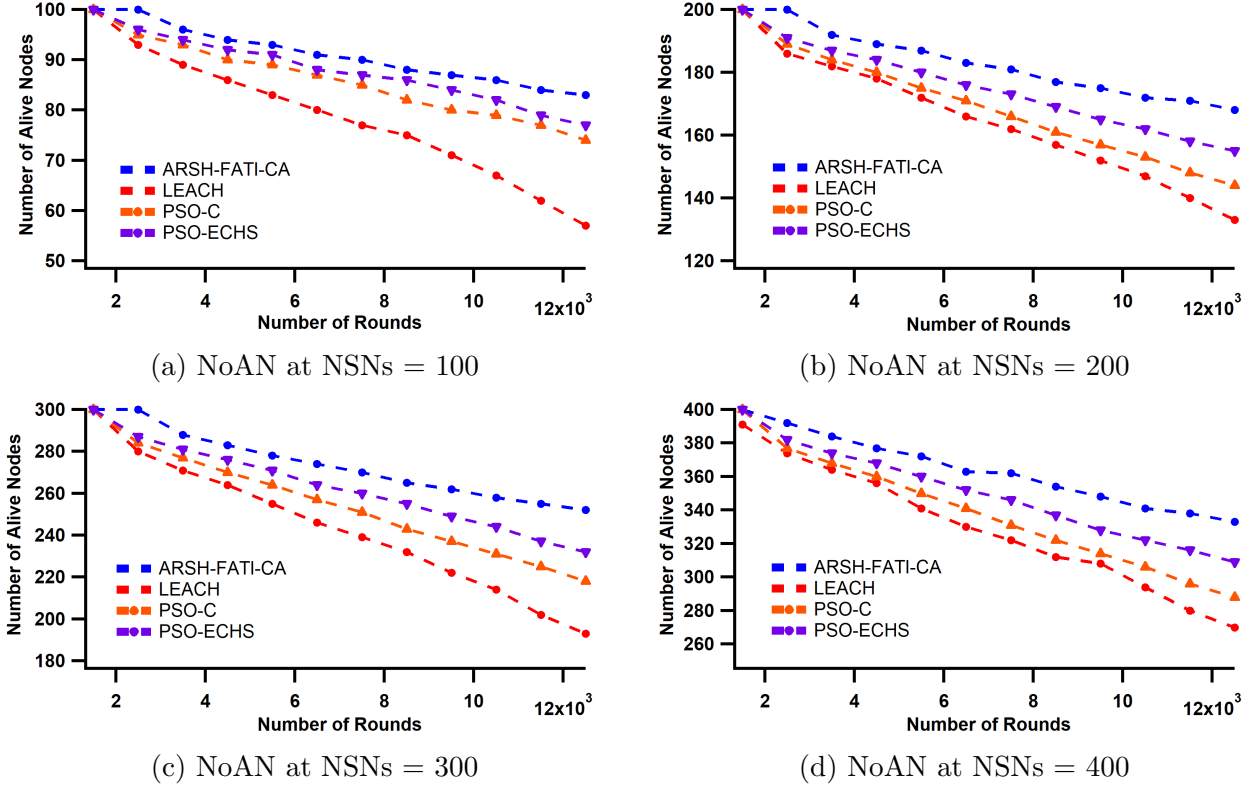 100
90
80
70
60
50
Number of Alive Nodes
ARSH-FATI-CA
LEACH
PSO-C
PSO-ECHS
2 4 6 8 10 12x10³
Number of Rounds
(a) NoAN at NSNs = 100
200
180
160
140
120
Number of Alive Nodes
ARSH-FATI-CA
LEACH
PSO-C
PSO-ECHS
2 4 6 8 10 12x10³
Number of Rounds
(b) NoAN at NSNs = 200
300
280
260
240
220
200
180
Number of Alive Nodes
ARSH-FATI-CA
LEACH
PSO-C
PSO-ECHS
2 4 6 8 10 12x10³
Number of Rounds
(c) NoAN at NSNs = 300
400
380
360
340
320
300
280
260
Number of Alive Nodes
ARSH-FATI-CA
LEACH
PSO-C
PSO-ECHS
2 4 6 8 10 12x10³
Number of Rounds
(d) NoAN at NSNs = 400